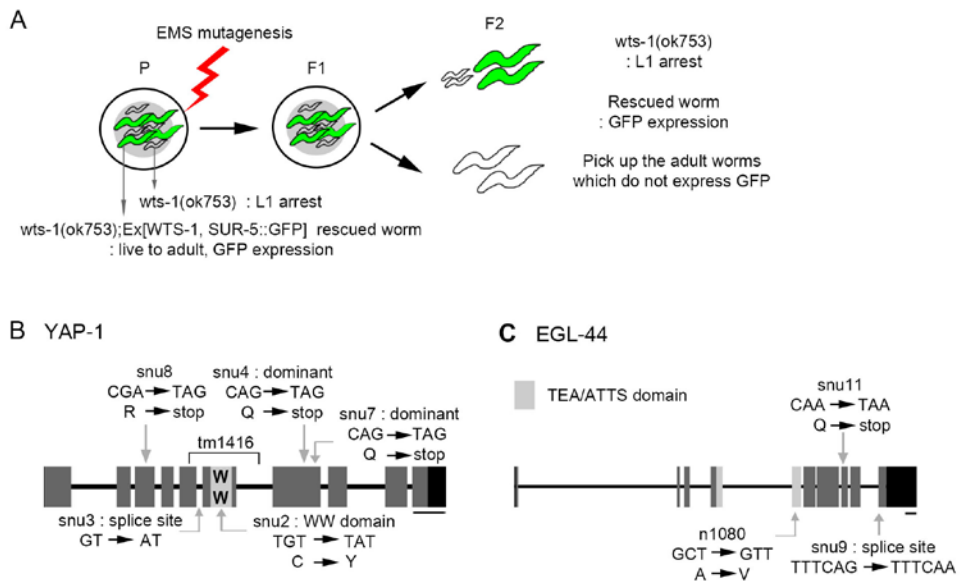 A
EMS mutagenesis
P
F1
F2
wts-1(ok753)
: L1 arrest
Rescued worm
: GFP expression
Pick up the adult worms
which do not express GFP
wts-1(ok753) : L1 arrest
wts-1(ok753);Ex[WTS-1, SUR-5::GFP] rescued worm
: live to adult, GFP expression
B YAP-1
snu8
CGA → TAG
R → stop
snu4 : dominant
CAG → TAG
Q → stop
snu7 : dominant
CAG → TAG
Q → stop
tm1416
W
W
snu3 : splice site
GT → AT
snu2 : WW domain
TGT → TAT
C → Y
C EGL-44
TEA/ATTS domain
snu11
CAA → TAA
Q → stop
n1080
GCT → GTT
A → V
snu9 : splice site
TTTCAG → TTTCAA